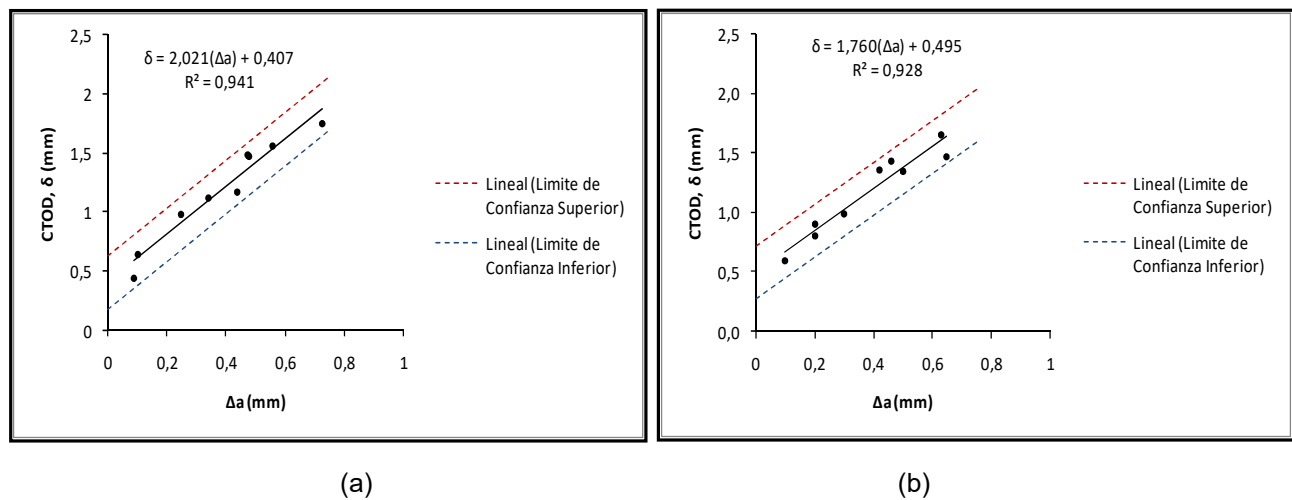 2,5
2
1,5
1
0,5
0
CTOD, δ (mm)
δ = 2,021(Δa) + 0,407
R² = 0,941
0 0,2 0,4 0,6 0,8 1
Δa (mm)
Lineal (Limite de
Confianza Superior)
Lineal (Limite de
Confianza Inferior)
(a)
2,5
2,0
1,5
1,0
0,5
0,0
CTOD, δ (mm)
δ = 1,760(Δa) + 0,495
R² = 0,928
0 0,2 0,4 0,6 0,8 1
Δa (mm)
Lineal (Limite de
Confianza Superior)
Lineal (Limite de
Confianza Inferior)
(b)